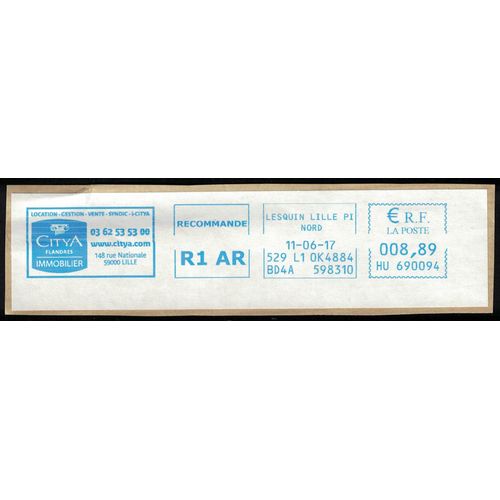 LOCATION - GESTION - VENTE - SYNDIC - I-CITYA
CITYA
FLANDRES
IMMOBILIER
03 62 53 53 00
www.citya.com
148 rue Nationale
59000 LILLE
RECOMMANDE
R1 AR
LESQUIN LILLE PI
NORD
11-06-17
529 L1 0K4884
BD4A 598310
€ R.F.
LA POSTE
008,89
HU 690094